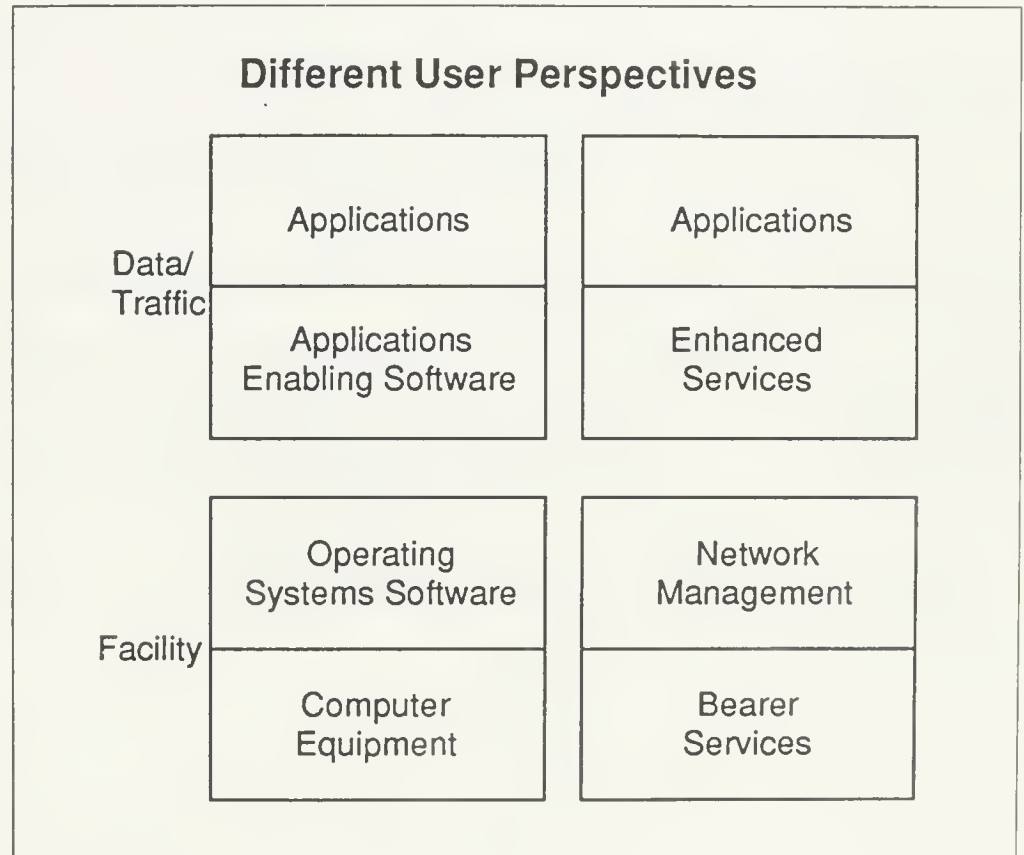 Different User Perspectives
Data/
Traffic
Applications
Applications
Enabling Software
Applications
Enhanced
Services
Facility
Operating
Systems Software
Computer
Equipment
Network
Management
Bearer
Services